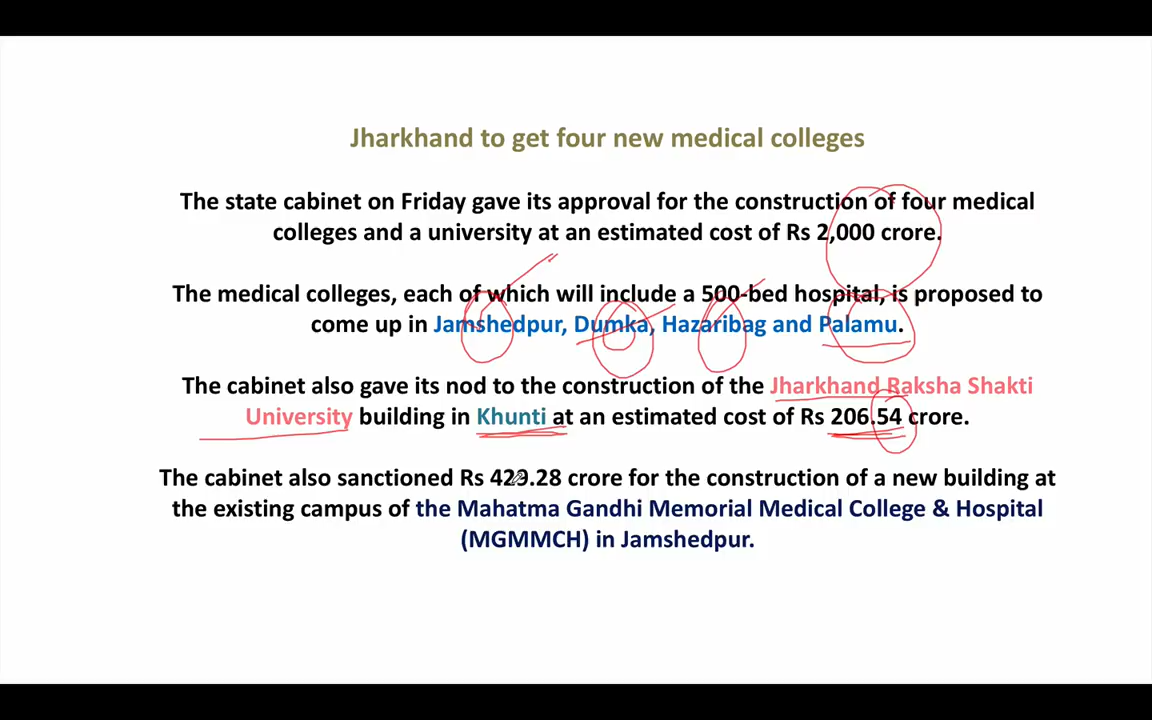 Jharkhand to get four new medical colleges
The state cabinet on Friday gave its approval for the construction of four medical
colleges and a university at an estimated cost of Rs 2,000 crore.
The medical colleges, each of which will include a 500-bed hospital, is proposed to
come up in Jamshedpur, Dumka, Hazaribag and Palamu.
The cabinet also gave its nod to the construction of the Jharkhand Raksha Shakti
University building in Khunti at an estimated cost of Rs 206.54 crore.
The cabinet also sanctioned Rs 429.28 crore for the construction of a new building at
the existing campus of the Mahatma Gandhi Memorial Medical College & Hospital
(MGMMCH) in Jamshedpur.